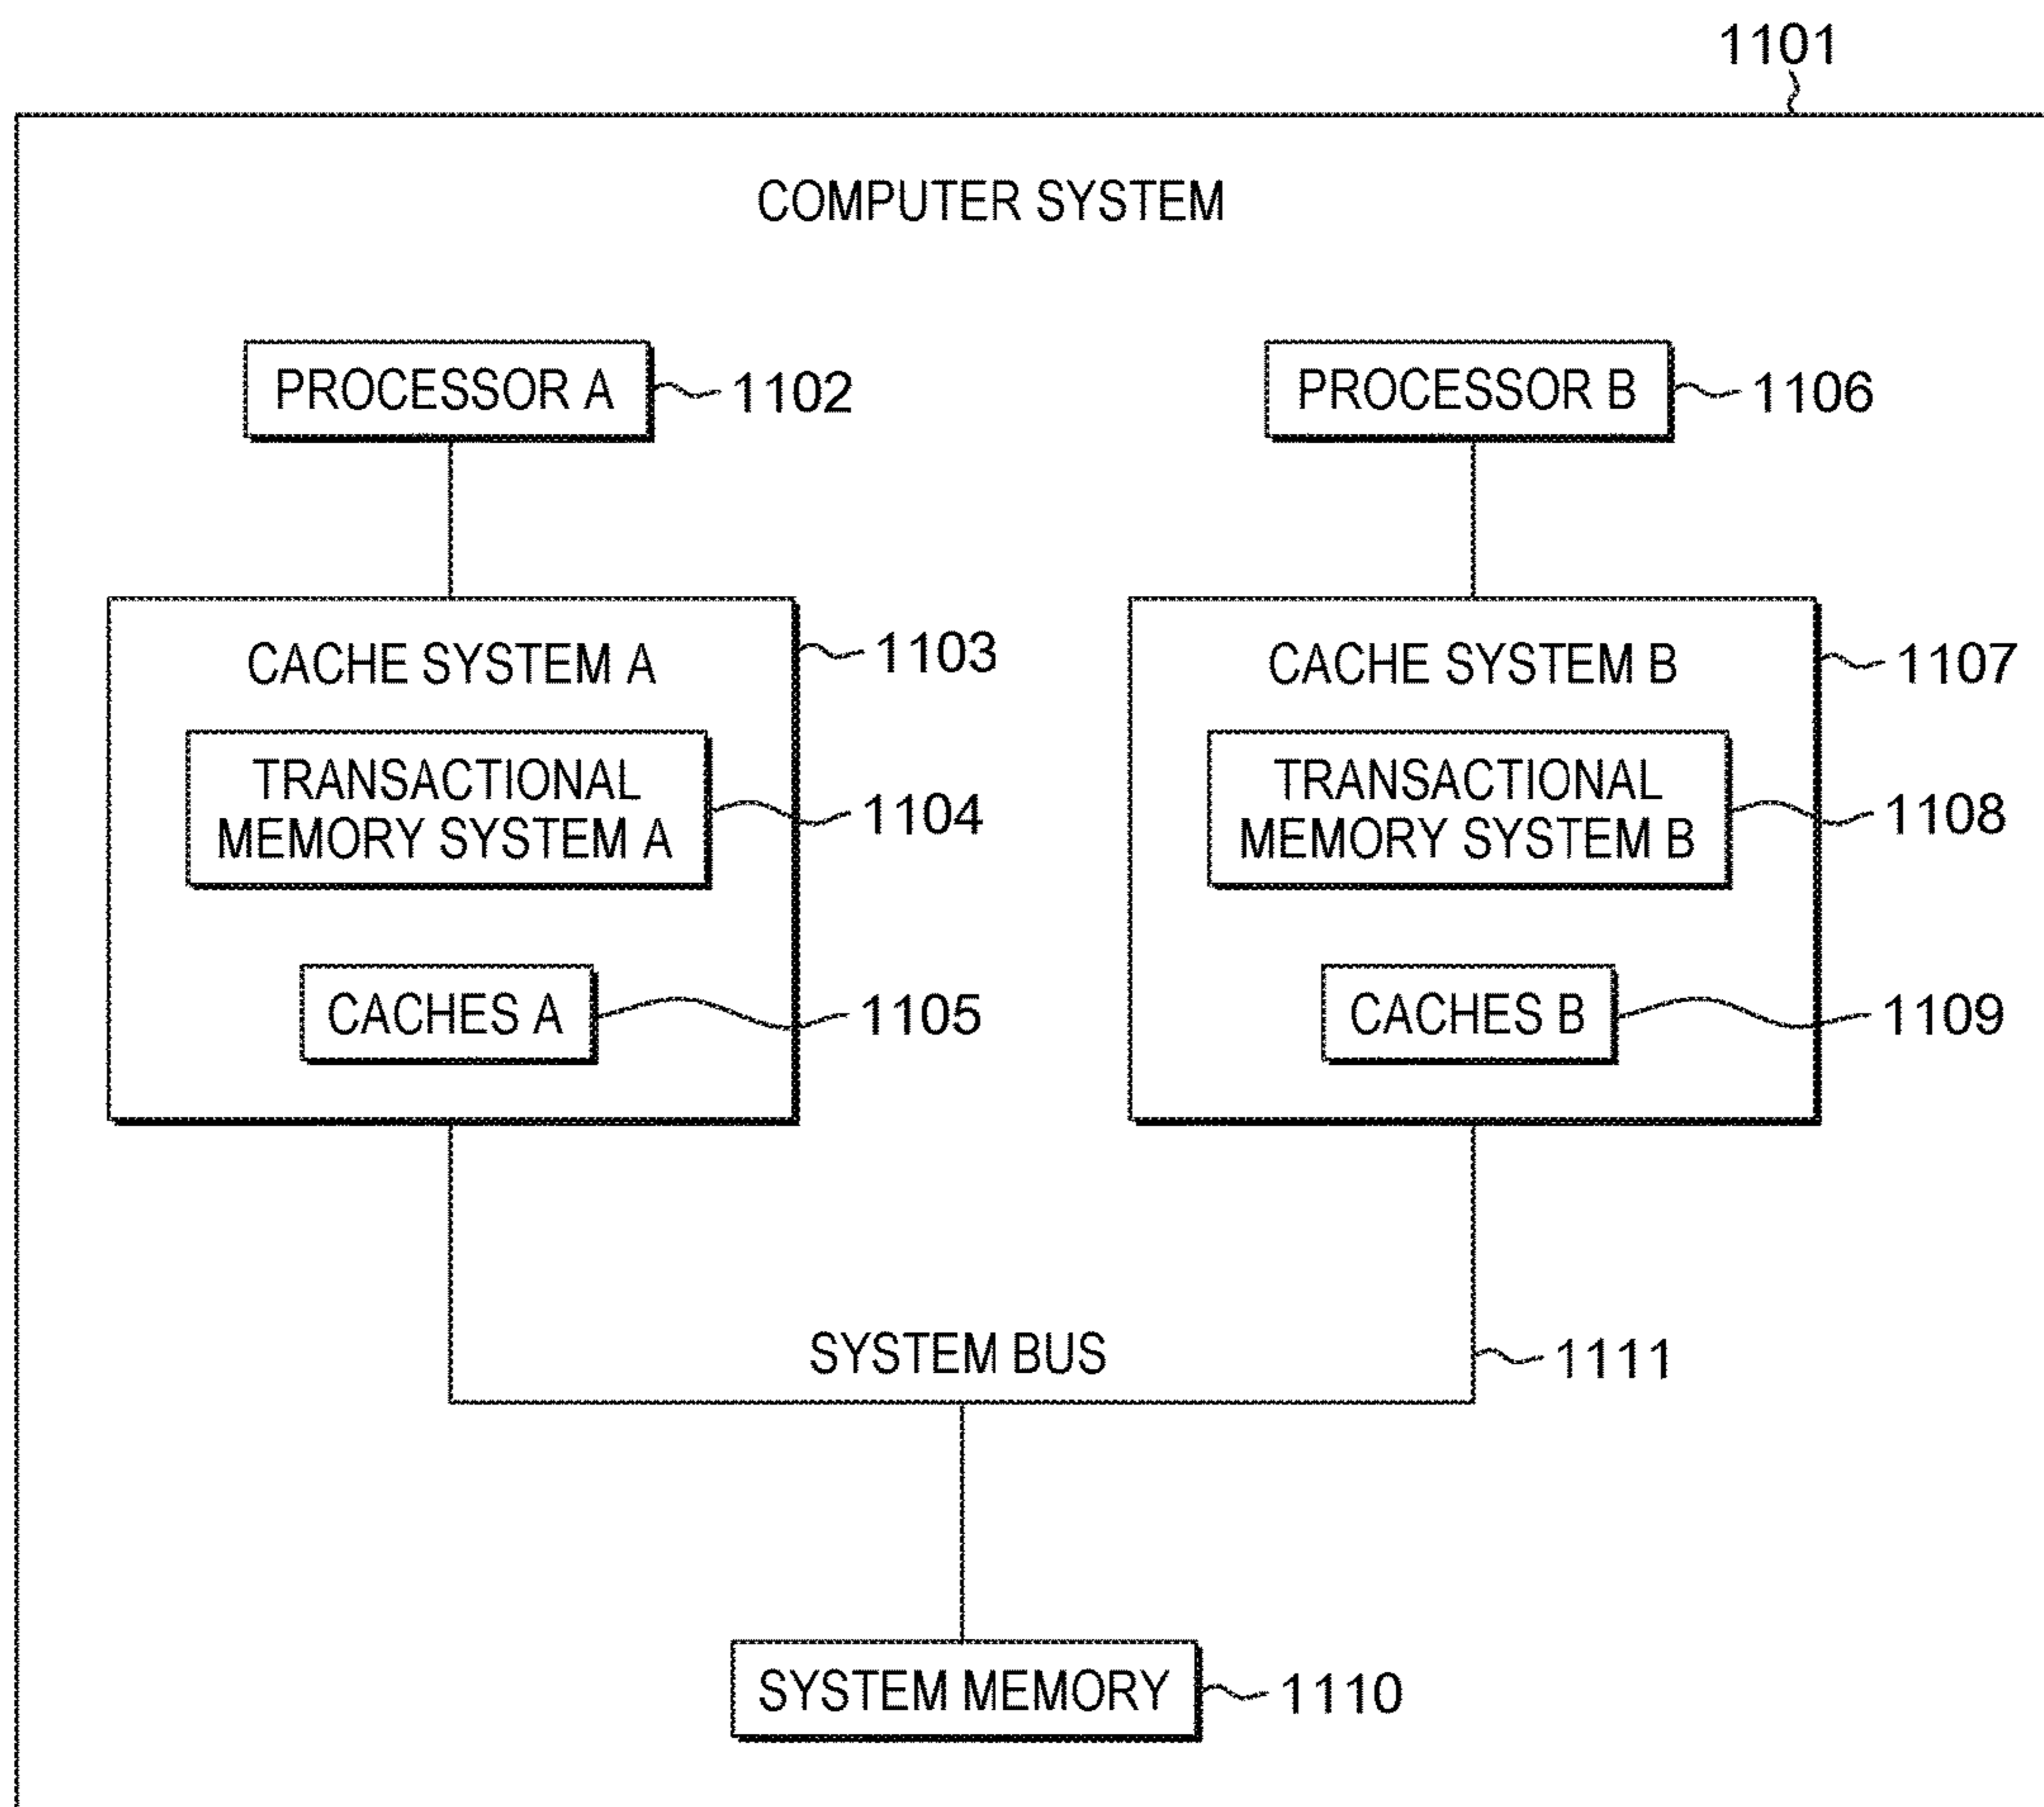 1101
COMPUTER SYSTEM
PROCESSOR A
1102
PROCESSOR B
1106
CACHE SYSTEM A
1103
TRANSACTIONAL
MEMORY SYSTEM A
1104
CACHES A
1105
CACHE SYSTEM B
1107
TRANSACTIONAL
MEMORY SYSTEM B
1108
CACHES B
1109
SYSTEM BUS
1111
SYSTEM MEMORY
1110